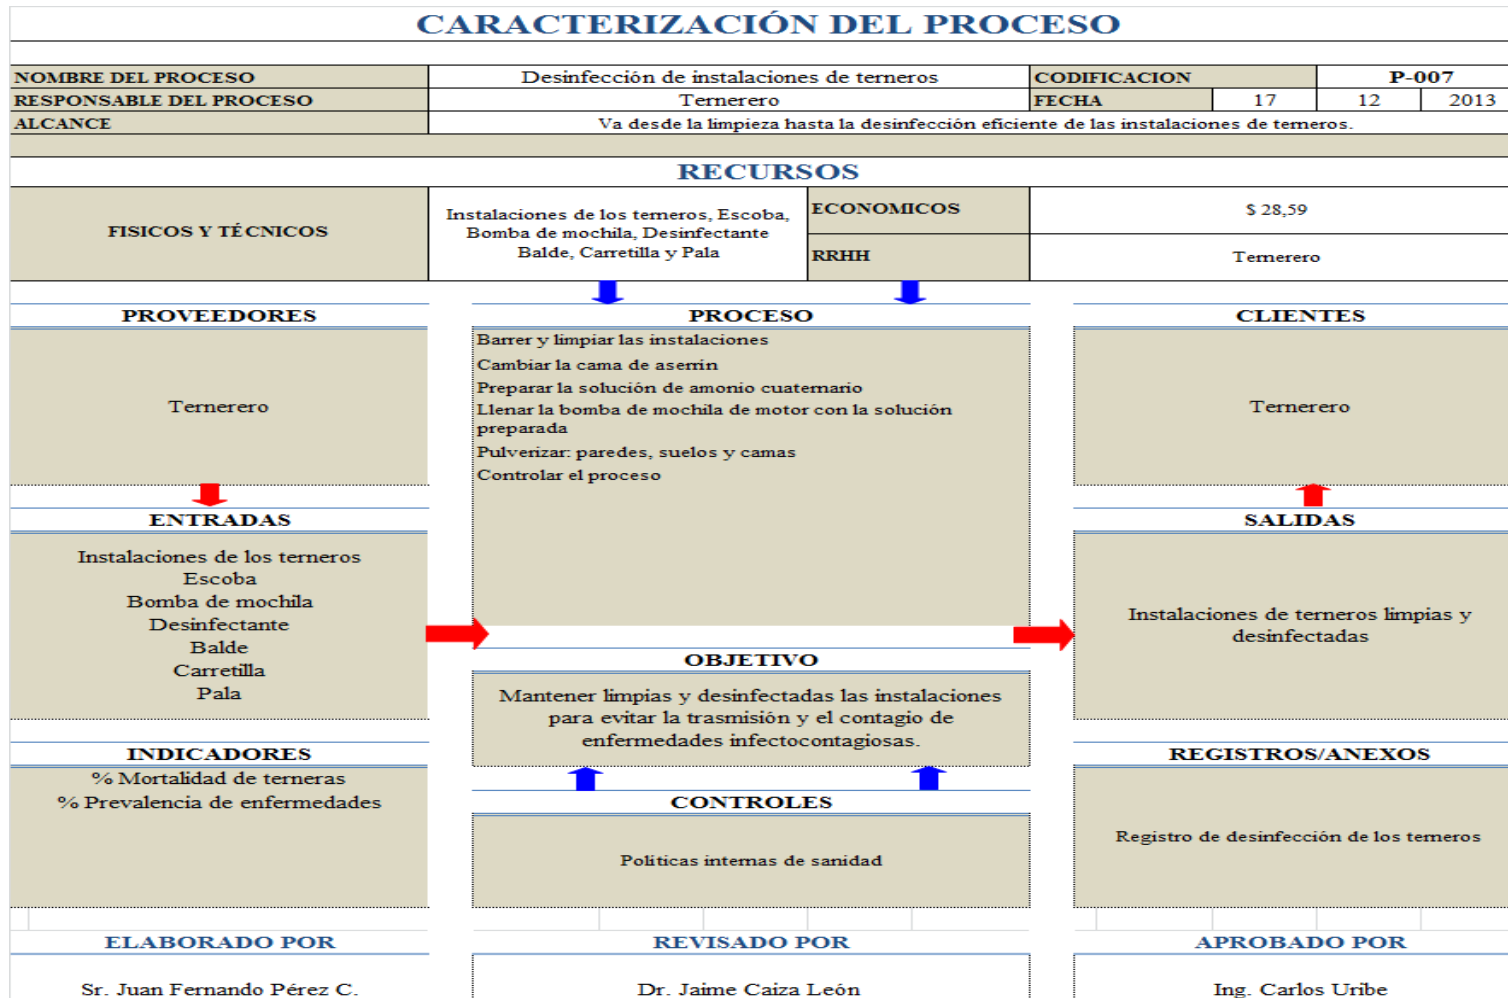 CARACTERIZACIÓN DEL PROCESO
NOMBRE DEL PROCESO Desinfección de instalaciones de terneros CODIFICACION P-007
RESPONSABLE DEL PROCESO Ternerero FECHA 17 12 2013
ALCANCE Va desde la limpieza hasta la desinfección eficiente de las instalaciones de terneros.
RECURSOS
FISICOS Y TÉCNICOS
Instalaciones de los terneros, Escoba,
Bomba de mochila, Desinfectante
Balde, Carretilla y Pala
ECONOMICOS $ 28,59
RRHH Ternerero
PROVEEDORES
Ternerero
ENTRADAS
Instalaciones de los terneros
Escoba
Bomba de mochila
Desinfectante
Balde
Carretilla
Pala
INDICADORES
% Mortalidad de terneras
% Prevalencia de enfermedades
PROCESO
Barrer y limpiar las instalaciones
Cambiar la cama de aserrín
Preparar la solución de amonio cuaternario
Llenar la bomba de mochila de motor con la solución
preparada
Pulverizar: paredes, suelos y camas
Controlar el proceso
OBJETIVO
Mantener limpias y desinfectadas las instalaciones
para evitar la trasmisión y el contagio de
enfermedades infectocontagiosas.
CONTROLES
Políticas internas de sanidad
CLIENTES
Ternerero
SALIDAS
Instalaciones de terneros limpias y
desinfectadas
REGISTROS/ANEXOS
Registro de desinfección de los terneros
ELABORADO POR
Sr. Juan Fernando Pérez C.
REVISADO POR
Dr. Jaime Caiza León
APROBADO POR
Ing. Carlos Uribe